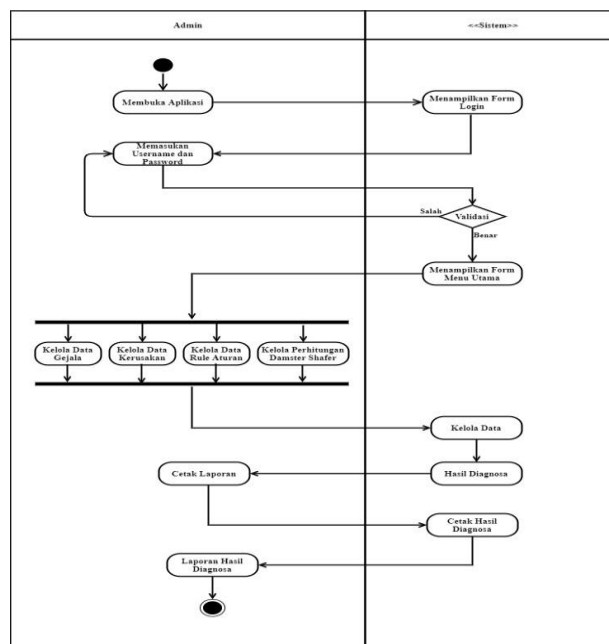 Admin
<<Sistem>>
Membuka Aplikasi
Menampilkan Form
Login
Memasukan
Username dan
Password
Salah
Validasi
Benar
Menampilkan Form
Menu Utama
Kelola Data
Gejala
Kelola Data
Kerusakan
Kelola Data
Rule Aturan
Kelola Perhitungan
Damster Shafer
Kelola Data
Cetak Laporan
Hasil Diagnosa
Cetak Hasil
Diagnosa
Laporan Hasil
Diagnosa